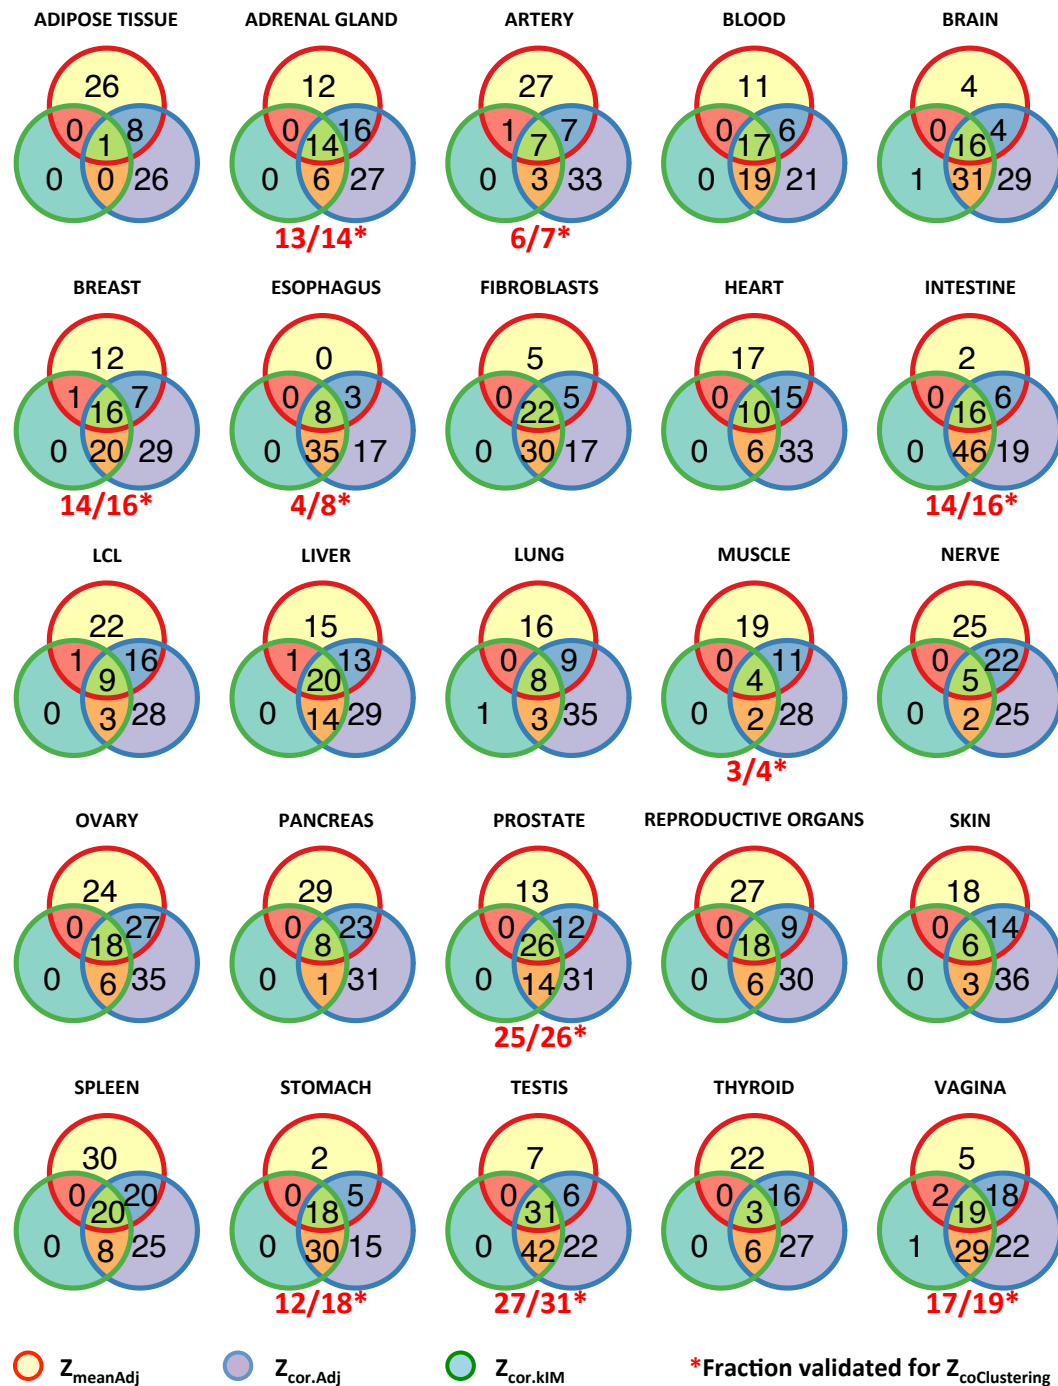 ADIPOSE TISSUE ADRENAL GLAND ARTERY BLOOD BRAIN
26 12 27 11 4
0 8 0 16 1 7 0 6 0 4
1 14 7 17 16
0 0 26 0 6 27 0 3 33 0 19 21 1 31 29
13/14* 6/7*
BREAST ESOPHAGUS FIBROBLASTS HEART INTESTINE
12 0 5 17 2
1 7 0 3 0 5 0 15 0 6
16 8 22 10 16
0 20 29 0 35 17 0 30 17 0 6 33 0 46 19
14/16* 4/8* 14/16*
LCL LIVER LUNG MUSCLE NERVE
22 15 16 19 25
1 16 1 13 0 9 0 11 0 22
9 20 8 4 5
0 3 28 0 14 29 1 3 35 0 2 28 0 2 25
3/4*
OVARY PANCREAS PROSTATE REPRODUCTIVE ORGANS SKIN
24 29 13 27 18
0 27 0 23 0 12 0 9 0 14
18 8 26 18 6
0 6 35 0 1 31 0 14 31 0 6 30 0 3 36
25/26*
SPLEEN STOMACH TESTIS THYROID VAGINA
30 2 7 22 5
0 20 0 5 0 6 0 16 2 18
20 18 31 3 19
0 8 25 0 30 15 0 42 22 0 6 27 1 29 22
12/18* 27/31* 17/19*
ZmeanAdj Zcor.Adj Zcor.kIM *Fraction validated for ZcoClustering